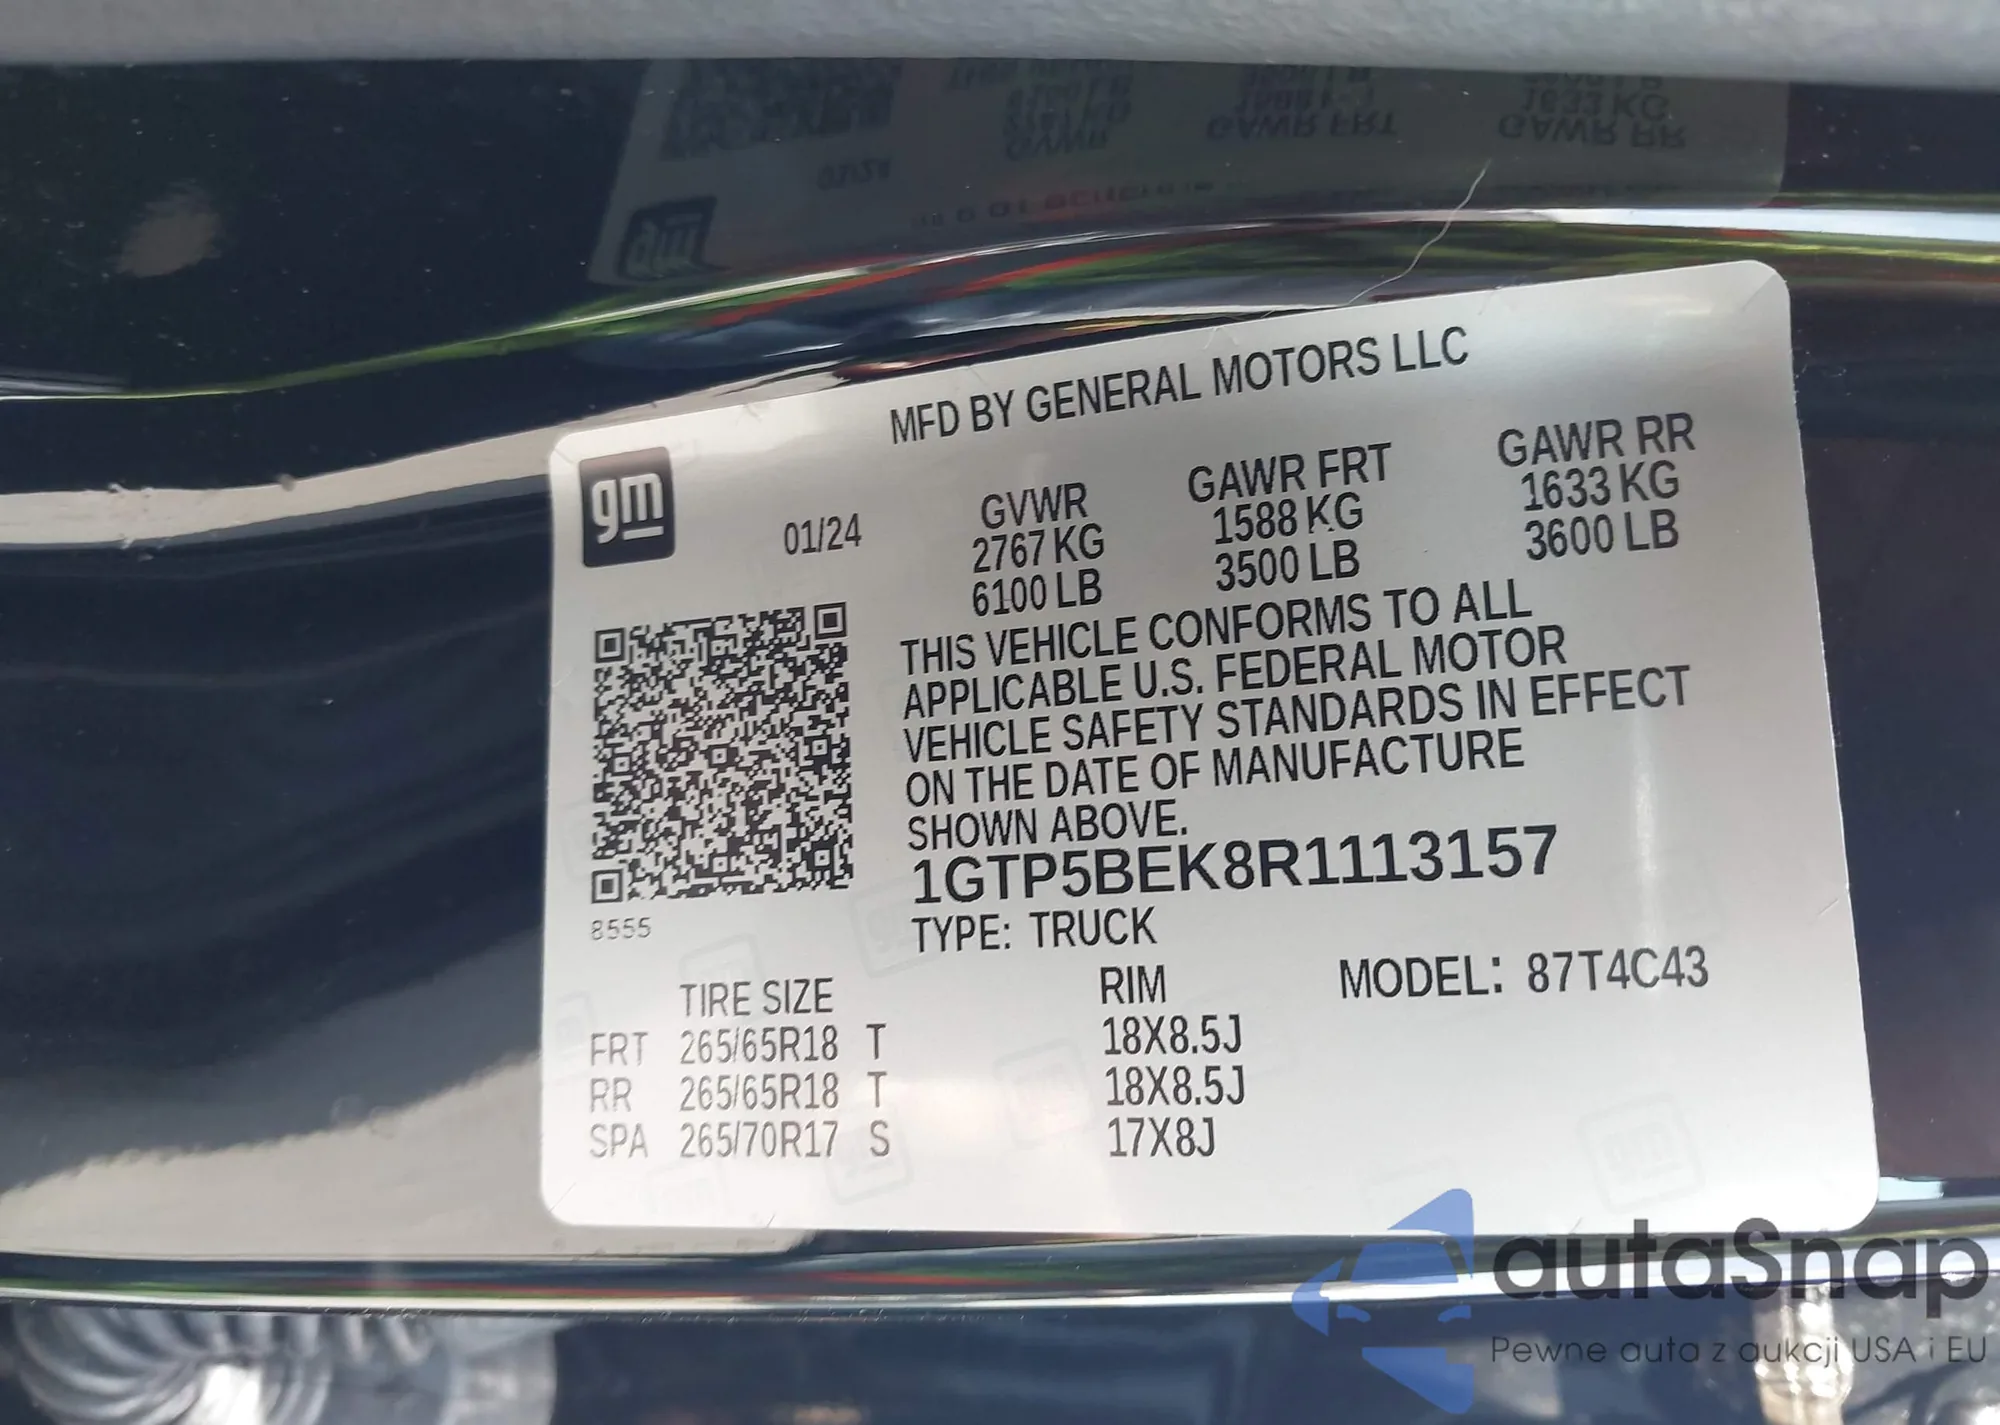 MFD BY GENERAL MOTORS LLC
gm
01/24
GVWR GAWR FRT GAWR RR
2767 KG 1588 KG 1633 KG
6100 LB 3500 LB 3600 LB
THIS VEHICLE CONFORMS TO ALL
APPLICABLE U.S. FEDERAL MOTOR
VEHICLE SAFETY STANDARDS IN EFFECT
ON THE DATE OF MANUFACTURE
SHOWN ABOVE.
1GTP5BEK8R1113157
8555
TYPE: TRUCK
MODEL: 87T4C43
TIRE SIZE RIM
FRT 265/65R18 T 18X8.5J
RR 265/65R18 T 18X8.5J
SPA 265/70R17 S 17X8J
autaSnap
Pewne auta z aukcji USA i EU